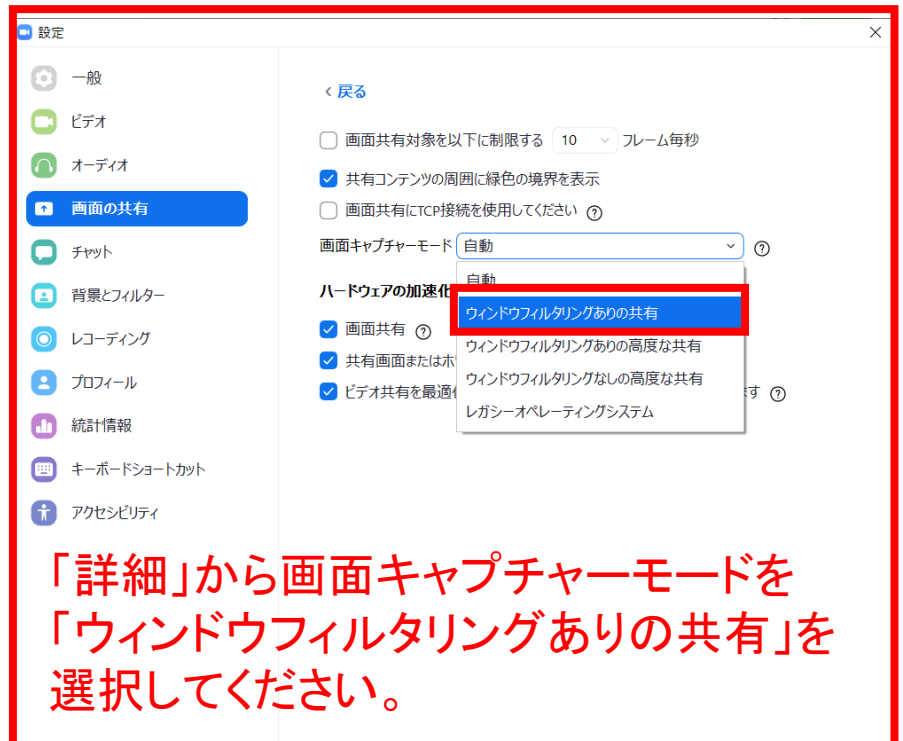 設定
一般
ビデオ
オーディオ
画面の共有
チャット
背景とフィルター
レコーディング
プロフィール
統計情報
キーボードショートカット
アクセシビリティ
戻る
画面共有対象を以下に制限する 10 フレーム毎秒
共有コンテンツの周囲に緑色の境界を表示
画面共有にTCP接続を使用してください
画面キャプチャーモード 自動
自動
ハードウェアの加速化
ウィンドウフィルタリングありの共有
画面共有
ウィンドウフィルタリングありの高度な共有
共有画面または
ウィンドウフィルタリングなしの高度な共有
ビデオ共有を最適 す
レガシーオペレーティングシステム
「詳細」から画面キャプチャーモードを
「ウィンドウフィルタリングありの共有」を
選択してください。